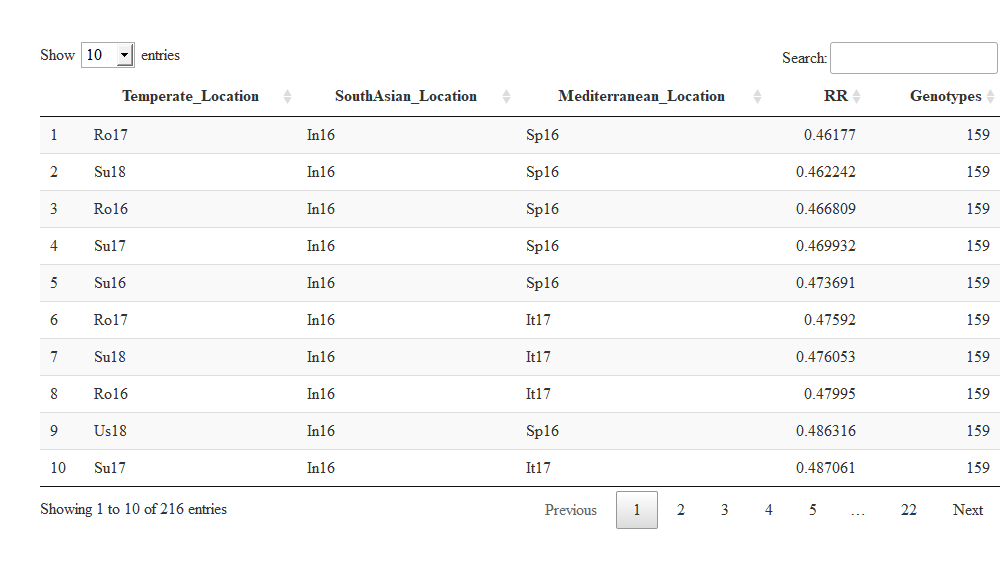 Show 10 entries Search:
Temperate_Location SouthAsian_Location Mediterranean_Location RR Genotypes
1 Ro17 In16 Sp16 0.46177 159
2 Su18 In16 Sp16 0.462242 159
3 Ro16 In16 Sp16 0.466809 159
4 Su17 In16 Sp16 0.469932 159
5 Su16 In16 Sp16 0.473691 159
6 Ro17 In16 It17 0.47592 159
7 Su18 In16 It17 0.476053 159
8 Ro16 In16 It17 0.47995 159
9 Us18 In16 Sp16 0.486316 159
10 Su17 In16 It17 0.487061 159
Showing 1 to 10 of 216 entries Previous 1 2 3 4 5 … 22 Next